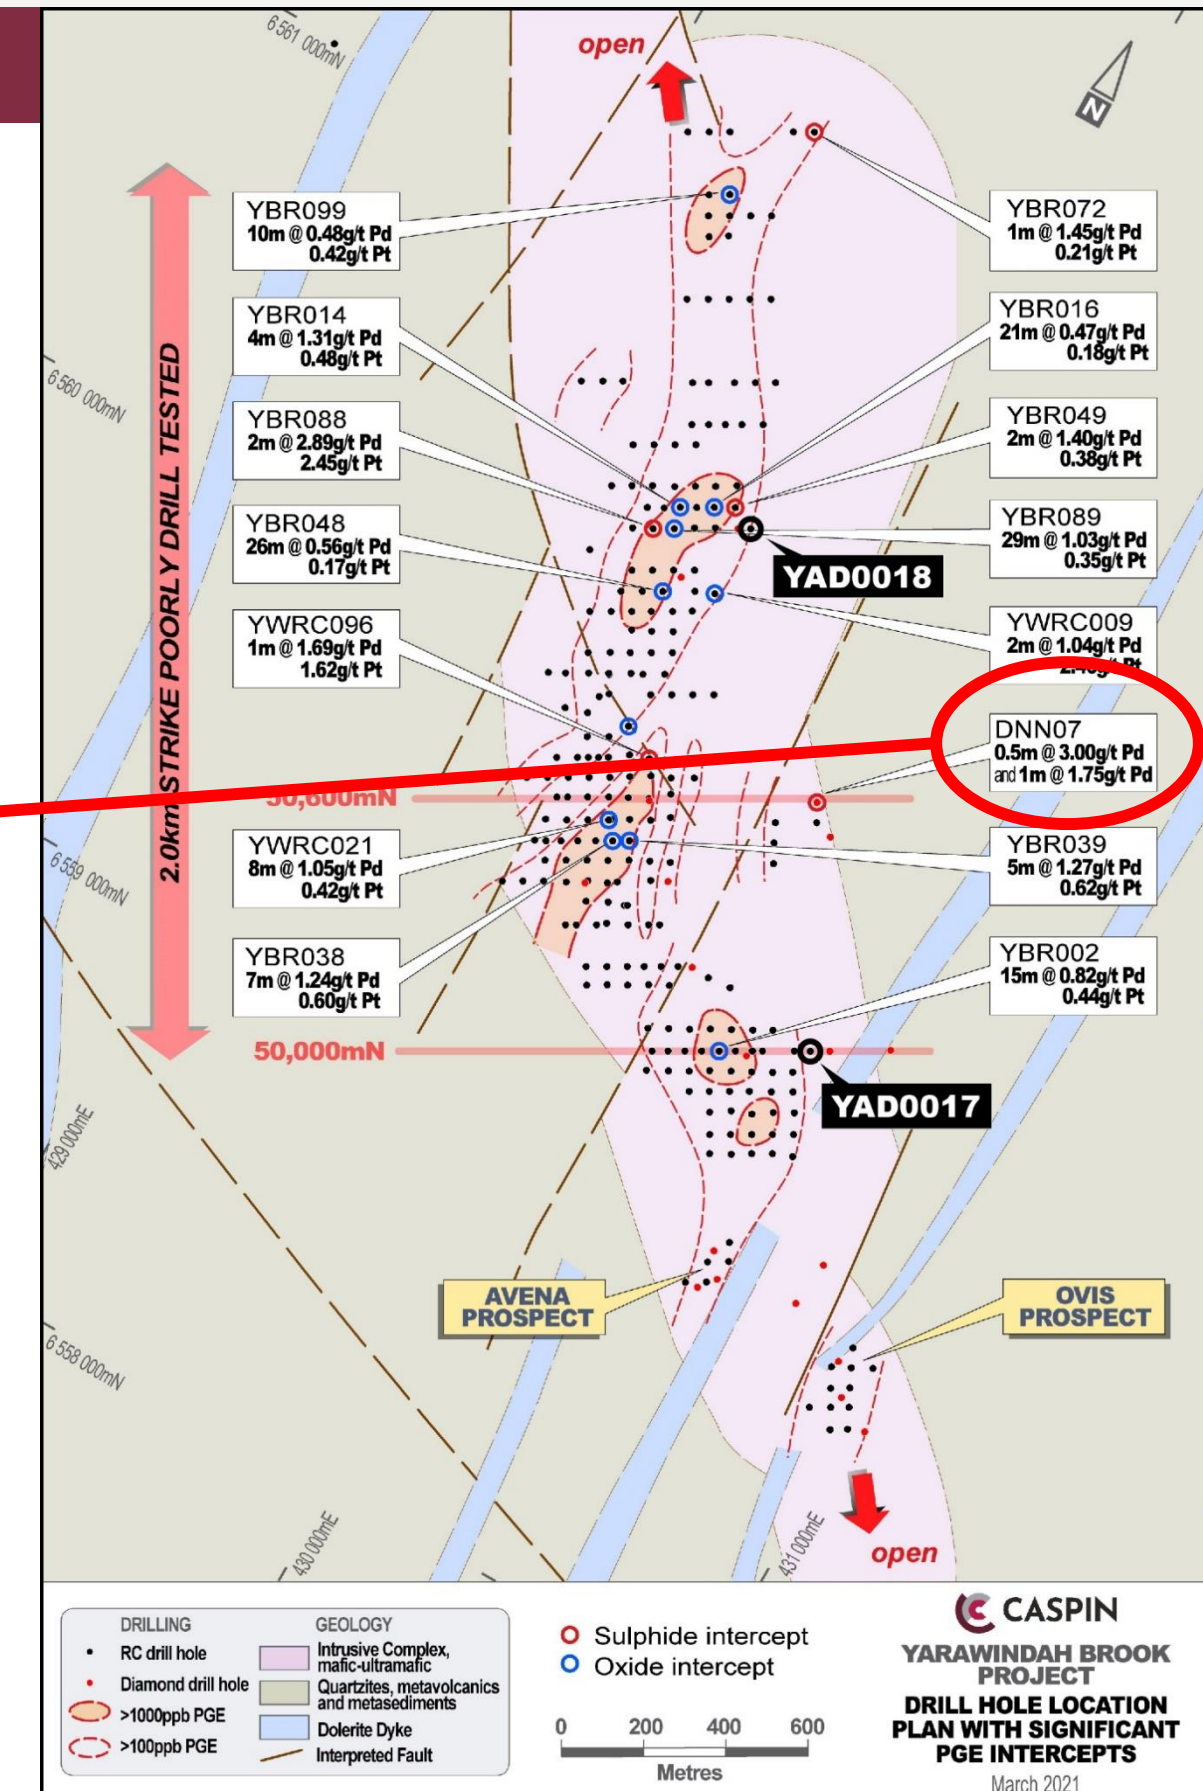 6 561 000mN
open
N
YBR099
10m @ 0.48g/t Pd
0.42g/t Pt
YBR072
1m @ 1.45g/t Pd
0.21g/t Pt
YBR014
4m @ 1.31g/t Pd
0.48g/t Pt
YBR016
21m @ 0.47g/t Pd
0.18g/t Pt
6 560 000mN
2.0km STRIKE POORLY DRILL TESTED
YBR088
2m @ 2.89g/t Pd
2.45g/t Pt
YBR049
2m @ 1.40g/t Pd
0.38g/t Pt
YBR048
26m @ 0.56g/t Pd
0.17g/t Pt
YBR089
29m @ 1.03g/t Pd
0.35g/t Pt
YAD0018
YWRC096
1m @ 1.69g/t Pd
1.62g/t Pt
YWRC009
2m @ 1.04g/t Pd
Pt
DNN07
0.5m @ 3.00g/t Pd
and 1m @ 1.75g/t Pd
50,600mN
6 559 000mN
YWRC021
8m @ 1.05g/t Pd
0.42g/t Pt
YBR039
5m @ 1.27g/t Pd
0.62g/t Pt
YBR038
7m @ 1.24g/t Pd
0.60g/t Pt
YBR002
15m @ 0.82g/t Pd
0.44g/t Pt
50,000mN
YAD0017
429 000mE
AVENA
PROSPECT
OVIS
PROSPECT
6 558 000mN
430 000mE
431 000mE
open
DRILLING
RC drill hole
Diamond drill hole
>1000ppb PGE
>100ppb PGE
GEOLOGY
Intrusive Complex,
mafic-ultramafic
Quartzites, metavolcanics
and metasediments
Dolerite Dyke
Interpreted Fault
Sulphide intercept
Oxide intercept
0 200 400 600
Metres
CASPIN
YARAWINDAH BROOK
PROJECT
DRILL HOLE LOCATION
PLAN WITH SIGNIFICANT
PGE INTERCEPTS
March 2021